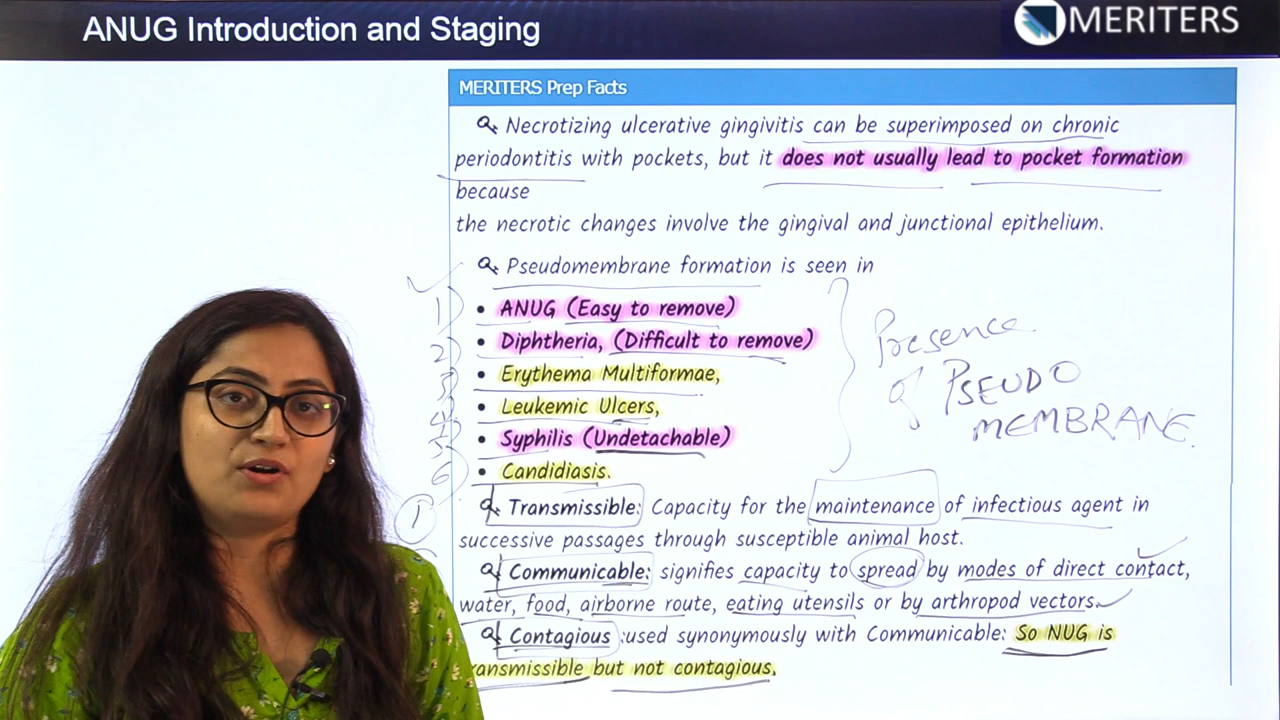 ANUG Introduction and Staging
MERITERS
MERITERS Prep Facts
Necrotizing ulcerative gingivitis can be superimposed on chronic
periodontitis with pockets, but it does not usually lead to pocket formation
because
the necrotic changes involve the gingival and junctional epithelium.
Pseudomembrane formation is seen in
1) • ANUG (Easy to remove)
2) • Diphtheria, (Difficult to remove)
3) • Erythema Multiformae,
4) • Leukemic Ulcers,
5) • Syphilis (Undetachable)
6) • Candidiasis.
Presence
of PSEUDO
MEMBRANE.
1
Transmissible: Capacity for the maintenance of infectious agent in
successive passages through susceptible animal host.
Communicable: signifies capacity to spread by modes of direct contact,
water, food, airborne route, eating utensils or by arthropod vectors.
Contagious :used synonymously with Communicable: So NUG is
ransmissible but not contagious,